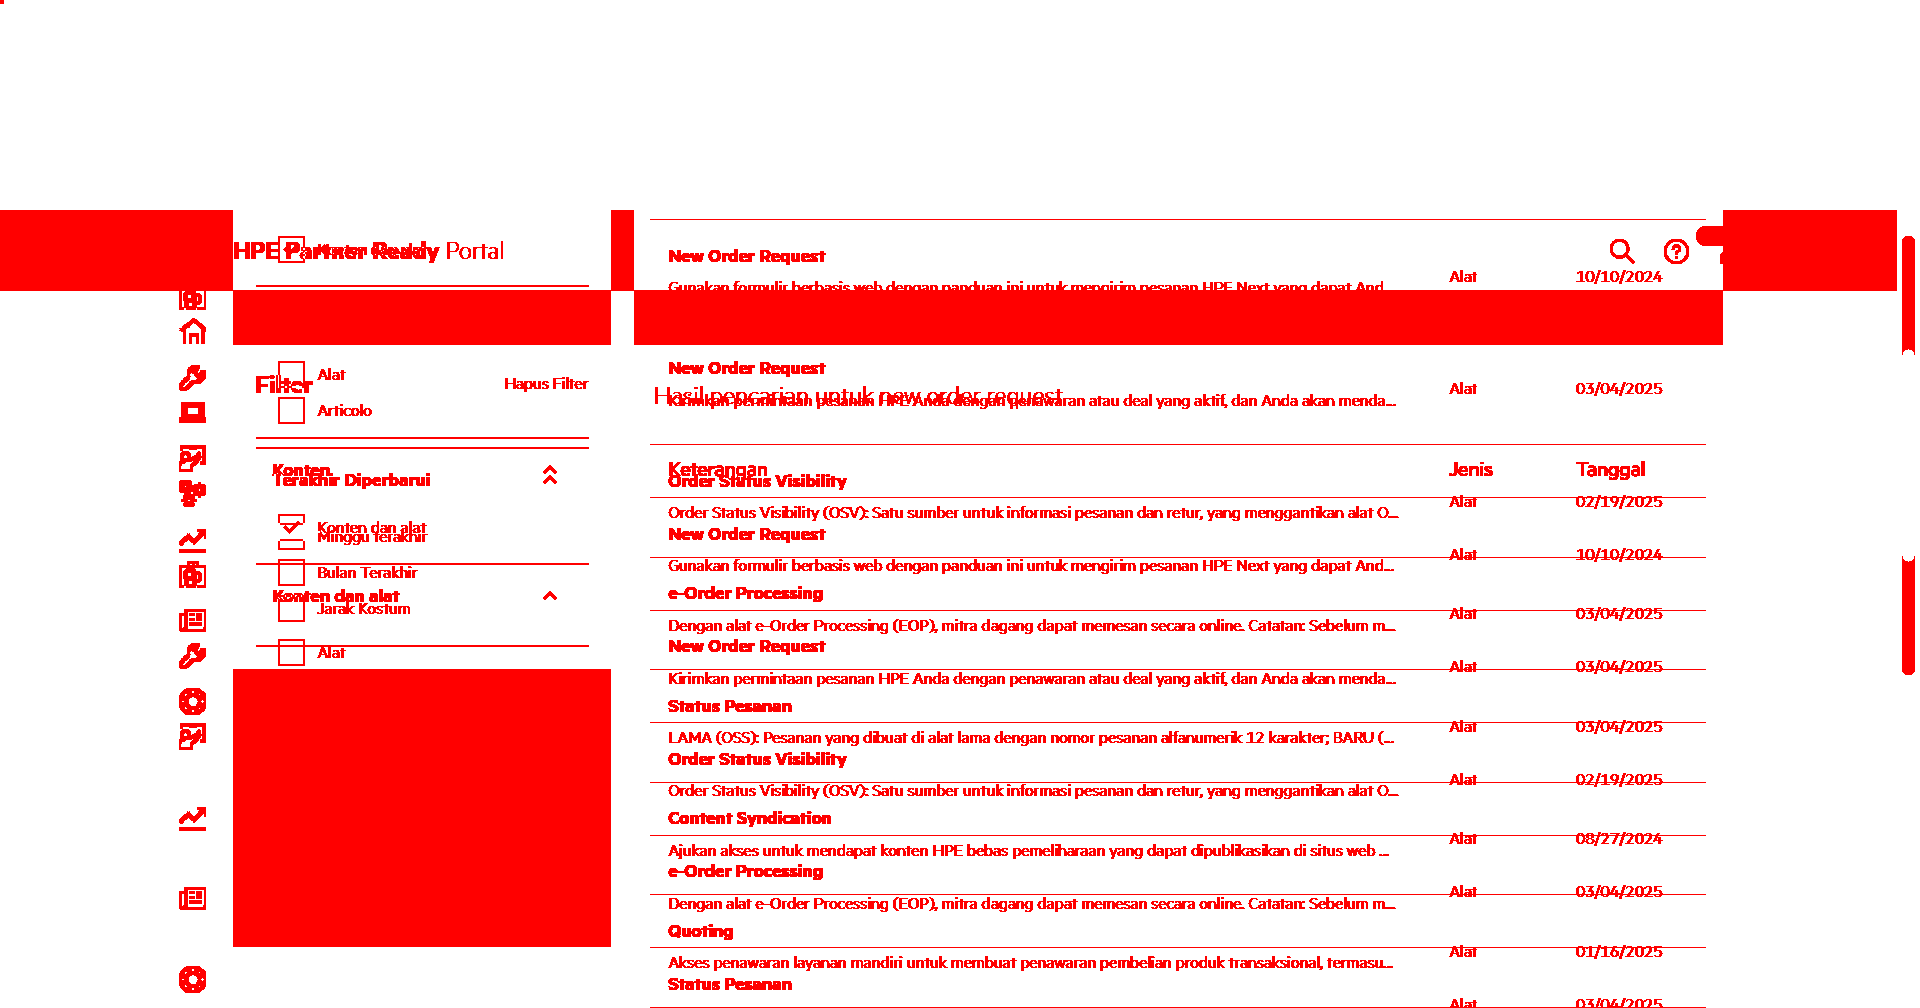 HPE Partner Ready Portal
Konten dan alat
New Order Request
Gunakan formulir berbasis web dengan panduan ini untuk mengirim pesanan HPE Next yang dapat And...
Alat
10/10/2024
Alat
Filter
Hapus Filter
Articolo
Konten
Terakhir Diperbarui
Konten dan alat
Minggu Terakhir
Bulan Terakhir
Konten dan alat
Jarak Kostum
Alat
New Order Request
Hasil pencarian untuk new order request
Kirimkan permintaan pesanan HPE Anda dengan penawaran atau deal yang aktif, dan Anda akan menda...
Alat
03/04/2025
Keterangan
Jenis
Tanggal
Order Status Visibility
Order Status Visibility (OSV): Satu sumber untuk informasi pesanan dan retur, yang menggantikan alat O...
Alat
02/19/2025
New Order Request
Gunakan formulir berbasis web dengan panduan ini untuk mengirim pesanan HPE Next yang dapat And...
Alat
10/10/2024
e-Order Processing
Dengan alat e-Order Processing (EOP), mitra dagang dapat memesan secara online. Catatan: Sebelum m...
Alat
03/04/2025
New Order Request
Kirimkan permintaan pesanan HPE Anda dengan penawaran atau deal yang aktif, dan Anda akan menda...
Alat
03/04/2025
Status Pesanan
LAMA (OSS): Pesanan yang dibuat di alat lama dengan nomor pesanan alfanumerik 12 karakter; BARU (...
Alat
03/04/2025
Order Status Visibility
Order Status Visibility (OSV): Satu sumber untuk informasi pesanan dan retur, yang menggantikan alat O...
Alat
02/19/2025
Content Syndication
Ajukan akses untuk mendapat konten HPE bebas pemeliharaan yang dapat dipublikasikan di situs web ...
Alat
08/27/2024
e-Order Processing
Dengan alat e-Order Processing (EOP), mitra dagang dapat memesan secara online. Catatan: Sebelum m...
Alat
03/04/2025
Quoting
Akses penawaran layanan mandiri untuk membuat penawaran pembelian produk transaksional, termasu...
Alat
01/16/2025
Status Pesanan
Alat
03/04/2025